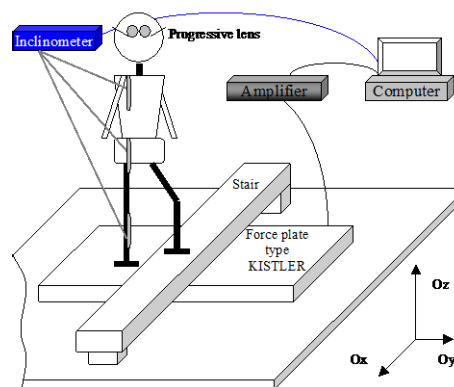 Inclinometer
Progressive lens
Amplifier
Computer
Stair
Force plate
type
KISTLER
Oz
Ox
Oy